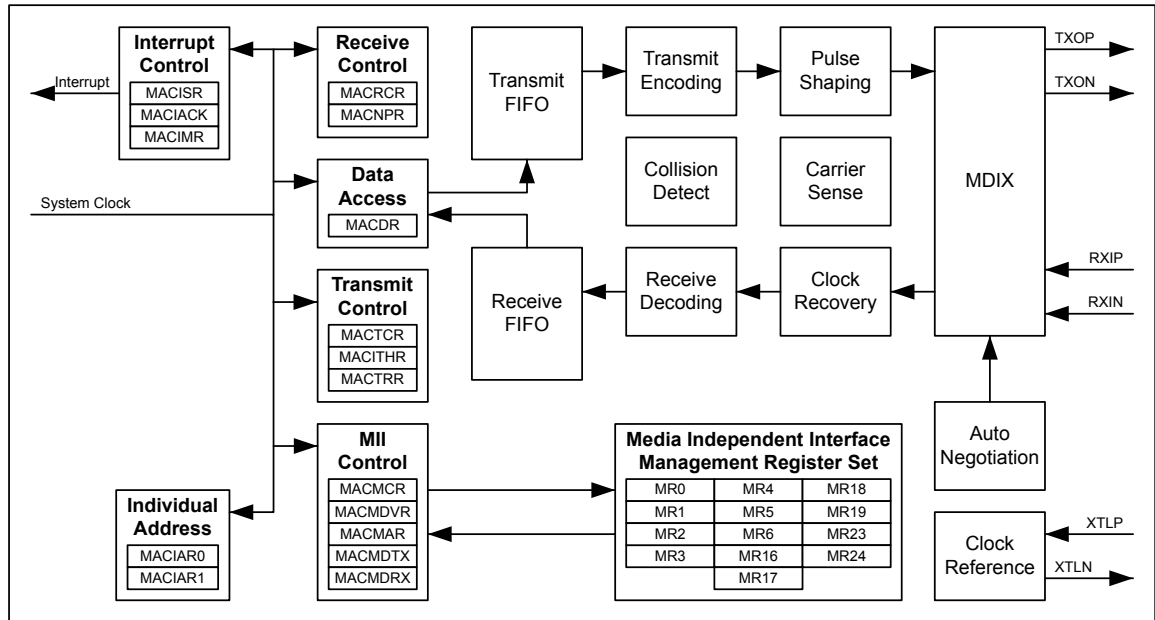 Interrupt
Interrupt
Control
MACISR
MACIACK
MACIMR
Receive
Control
MACRCR
MACNPR
System Clock
Data
Access
MACDR
Transmit
Control
MACTCR
MACITHR
MACTRR
MII
Control
MACMCR
MACMDVR
MACMAR
MACMDTX
MACMDRX
Individual
Address
MACIAR0
MACIAR1
Transmit
FIFO
Receive
FIFO
Transmit
Encoding
Pulse
Shaping
Collision
Detect
Carrier
Sense
Receive
Decoding
Clock
Recovery
MDIX
TXOP
TXON
RXIP
RXIN
Auto
Negotiation
Media Independent Interface
Management Register Set
MR0 MR4 MR18
MR1 MR5 MR19
MR2 MR6 MR23
MR3 MR16 MR24
MR17
Clock
Reference
XTLP
XTLN